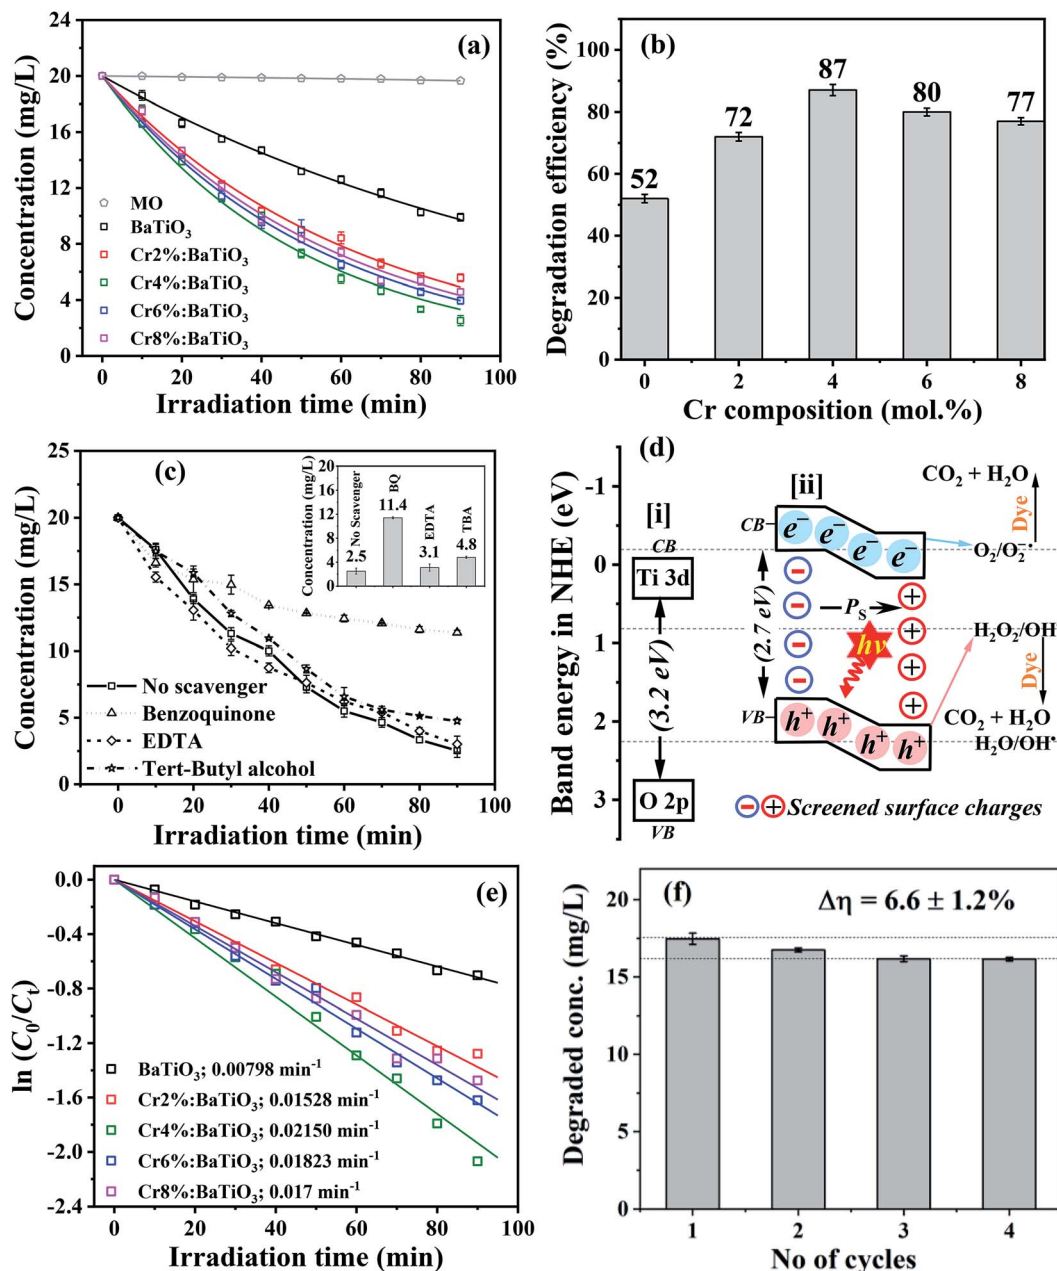 (a)
Concentration (mg/L)
24
20
16
12
8
4
0
MO
BaTiO₃
Cr2%:BaTiO₃
Cr4%:BaTiO₃
Cr6%:BaTiO₃
Cr8%:BaTiO₃
0 20 40 60 80 100
Irradiation time (min)
(b)
Degradation efficiency (%)
100
80
60
40
20
0
52
72
87
80
77
0 2 4 6 8
Cr composition (mol.%)
(c)
Concentration (mg/L)
25
20
15
10
5
0
No scavenger
Benzoquinone
EDTA
Tert-Butyl alcohol
0 20 40 60 80 100
Irradiation time (min)
Concentration (mg/L)
20
16
12
8
4
0
No Scavenger
BQ
EDTA
TBA
2.5
11.4
3.1
4.8
(d)
Band energy in NHE (eV)
-1
0
1
2
3
[i]
CB
Ti 3d
(3.2 eV)
O 2p
VB
[ii]
CB
e⁻ e⁻ e⁻ e⁻
(2.7 eV)
Pₛ
hν
VB
h⁺ h⁺ h⁺ h⁺
CO₂ + H₂O
Dye
O₂/O₂⁻•
H₂O₂/OH
Dye
CO₂ + H₂O
H₂O/OH•
Screened surface charges
(e)
ln (C₀/Cₜ)
0.0
-0.4
-0.8
-1.2
-1.6
-2.0
-2.4
BaTiO₃; 0.00798 min⁻¹
Cr2%:BaTiO₃; 0.01528 min⁻¹
Cr4%:BaTiO₃; 0.02150 min⁻¹
Cr6%:BaTiO₃; 0.01823 min⁻¹
Cr8%:BaTiO₃; 0.017 min⁻¹
0 20 40 60 80 100
Irradiation time (min)
(f)
Δη = 6.6 ± 1.2%
Degraded conc. (mg/L)
20
15
10
5
0
1 2 3 4
No of cycles